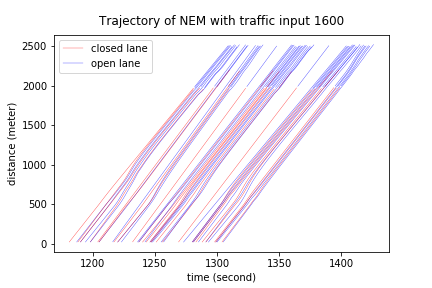 Trajectory of NEM with traffic input 1600
closed lane
open lane
distance (meter)
2500
2000
1500
1000
500
0
1200
1250
1300
1350
1400
time (second)